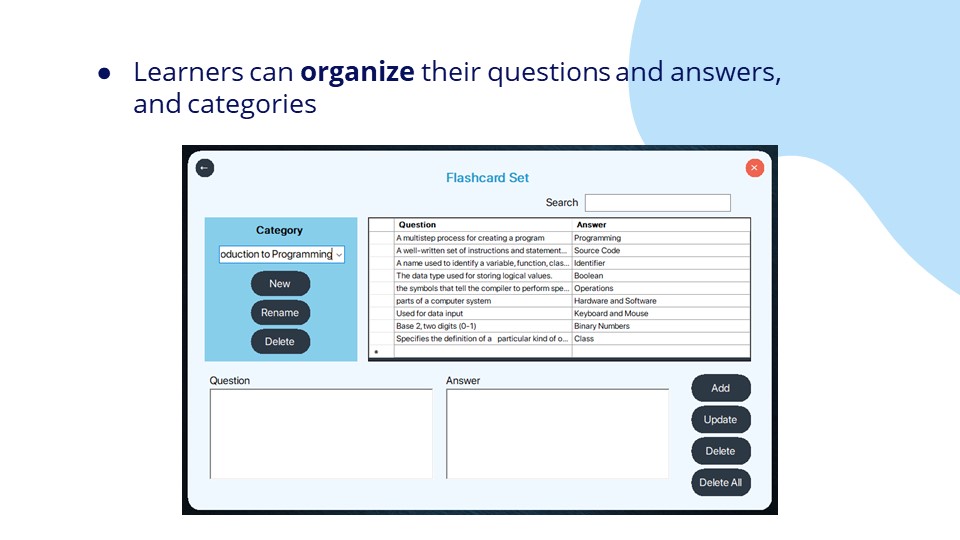 ● Learners can organize their questions and answers,
and categories
←
×
Flashcard Set
Search
Category
oduction to Programming
New
Rename
Delete
Question Answer
A multistep process for creating a program Programming
A well-written set of instructions and statement... Source Code
A name used to identify a variable, function, clas... Identifier
The data type used for storing logical values. Boolean
the symbols that tell the compiler to perform spe... Operations
parts of a computer system Hardware and Software
Used for data input Keyboard and Mouse
Base 2, two digits (0-1) Binary Numbers
Specifies the definition of a particular kind of o... Class
*
Question
Answer
Add
Update
Delete
Delete All